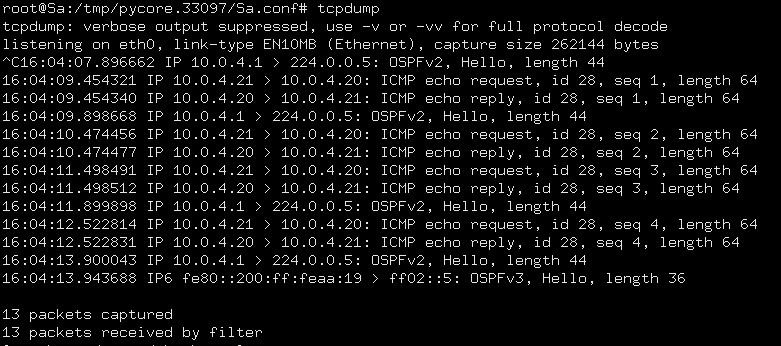 root@Sa:/tmp/pycore.33097/Sa.conf# tcpdump
tcpdump: verbose output suppressed, use -v or -vv for full protocol decode
listening on eth0, link-type EN10MB (Ethernet), capture size 262144 bytes
^C16:04:07.896662 IP 10.0.4.1 > 224.0.0.5: OSPFv2, Hello, length 44
16:04:09.454321 IP 10.0.4.21 > 10.0.4.20: ICMP echo request, id 28, seq 1, length 64
16:04:09.454340 IP 10.0.4.20 > 10.0.4.21: ICMP echo reply, id 28, seq 1, length 64
16:04:09.898668 IP 10.0.4.1 > 224.0.0.5: OSPFv2, Hello, length 44
16:04:10.474456 IP 10.0.4.21 > 10.0.4.20: ICMP echo request, id 28, seq 2, length 64
16:04:10.474477 IP 10.0.4.20 > 10.0.4.21: ICMP echo reply, id 28, seq 2, length 64
16:04:11.498491 IP 10.0.4.21 > 10.0.4.20: ICMP echo request, id 28, seq 3, length 64
16:04:11.498512 IP 10.0.4.20 > 10.0.4.21: ICMP echo reply, id 28, seq 3, length 64
16:04:11.899898 IP 10.0.4.1 > 224.0.0.5: OSPFv2, Hello, length 44
16:04:12.522814 IP 10.0.4.21 > 10.0.4.20: ICMP echo request, id 28, seq 4, length 64
16:04:12.522831 IP 10.0.4.20 > 10.0.4.21: ICMP echo reply, id 28, seq 4, length 64
16:04:13.900043 IP 10.0.4.1 > 224.0.0.5: OSPFv2, Hello, length 44
16:04:13.943688 IP6 fe80::200:ff:feaa:19 > ff02::5: OSPFv3, Hello, length 36
13 packets captured
13 packets received by filter